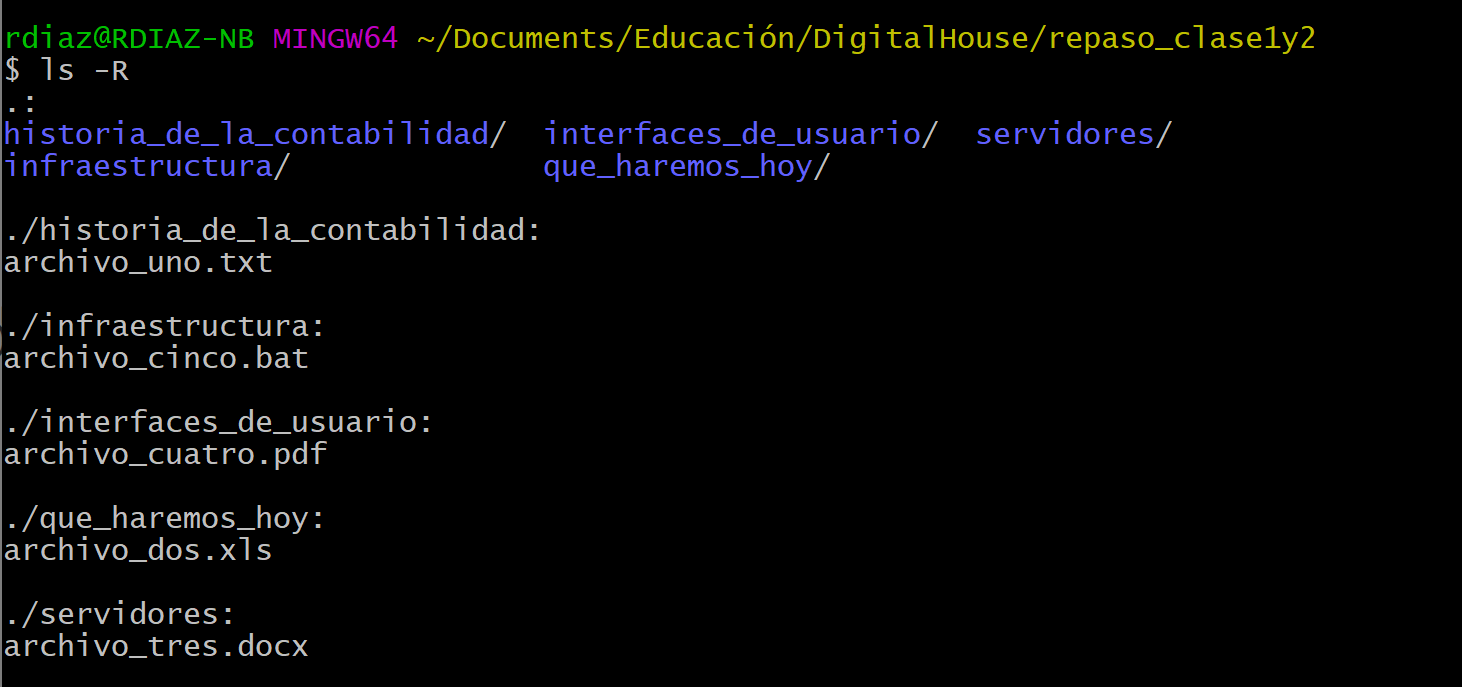 rdiaz@RDIAZ-NB MINGW64 ~/Documents/Educación/DigitalHouse/repaso_clase1y2
$ ls -R
.:
historia_de_la_contabilidad/  interfaces_de_usuario/  servidores/
infraestructura/              que_haremos_hoy/

./historia_de_la_contabilidad:
archivo_uno.txt

./infraestructura:
archivo_cinco.bat

./interfaces_de_usuario:
archivo_cuatro.pdf

./que_haremos_hoy:
archivo_dos.xls

./servidores:
archivo_tres.docx